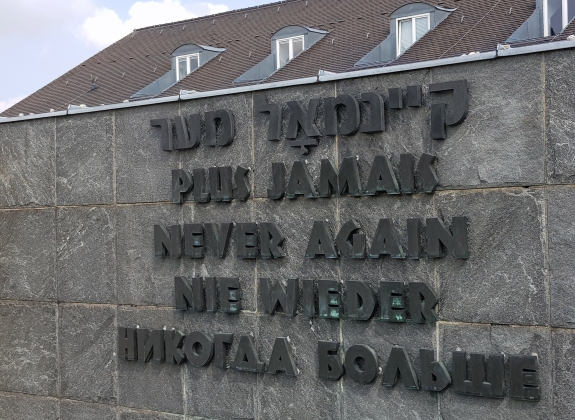 קײנמאָל מער
PLUS JAMAIS
NEVER AGAIN
NIE WIEDER
НИКОГДА БОЛЬШЕ